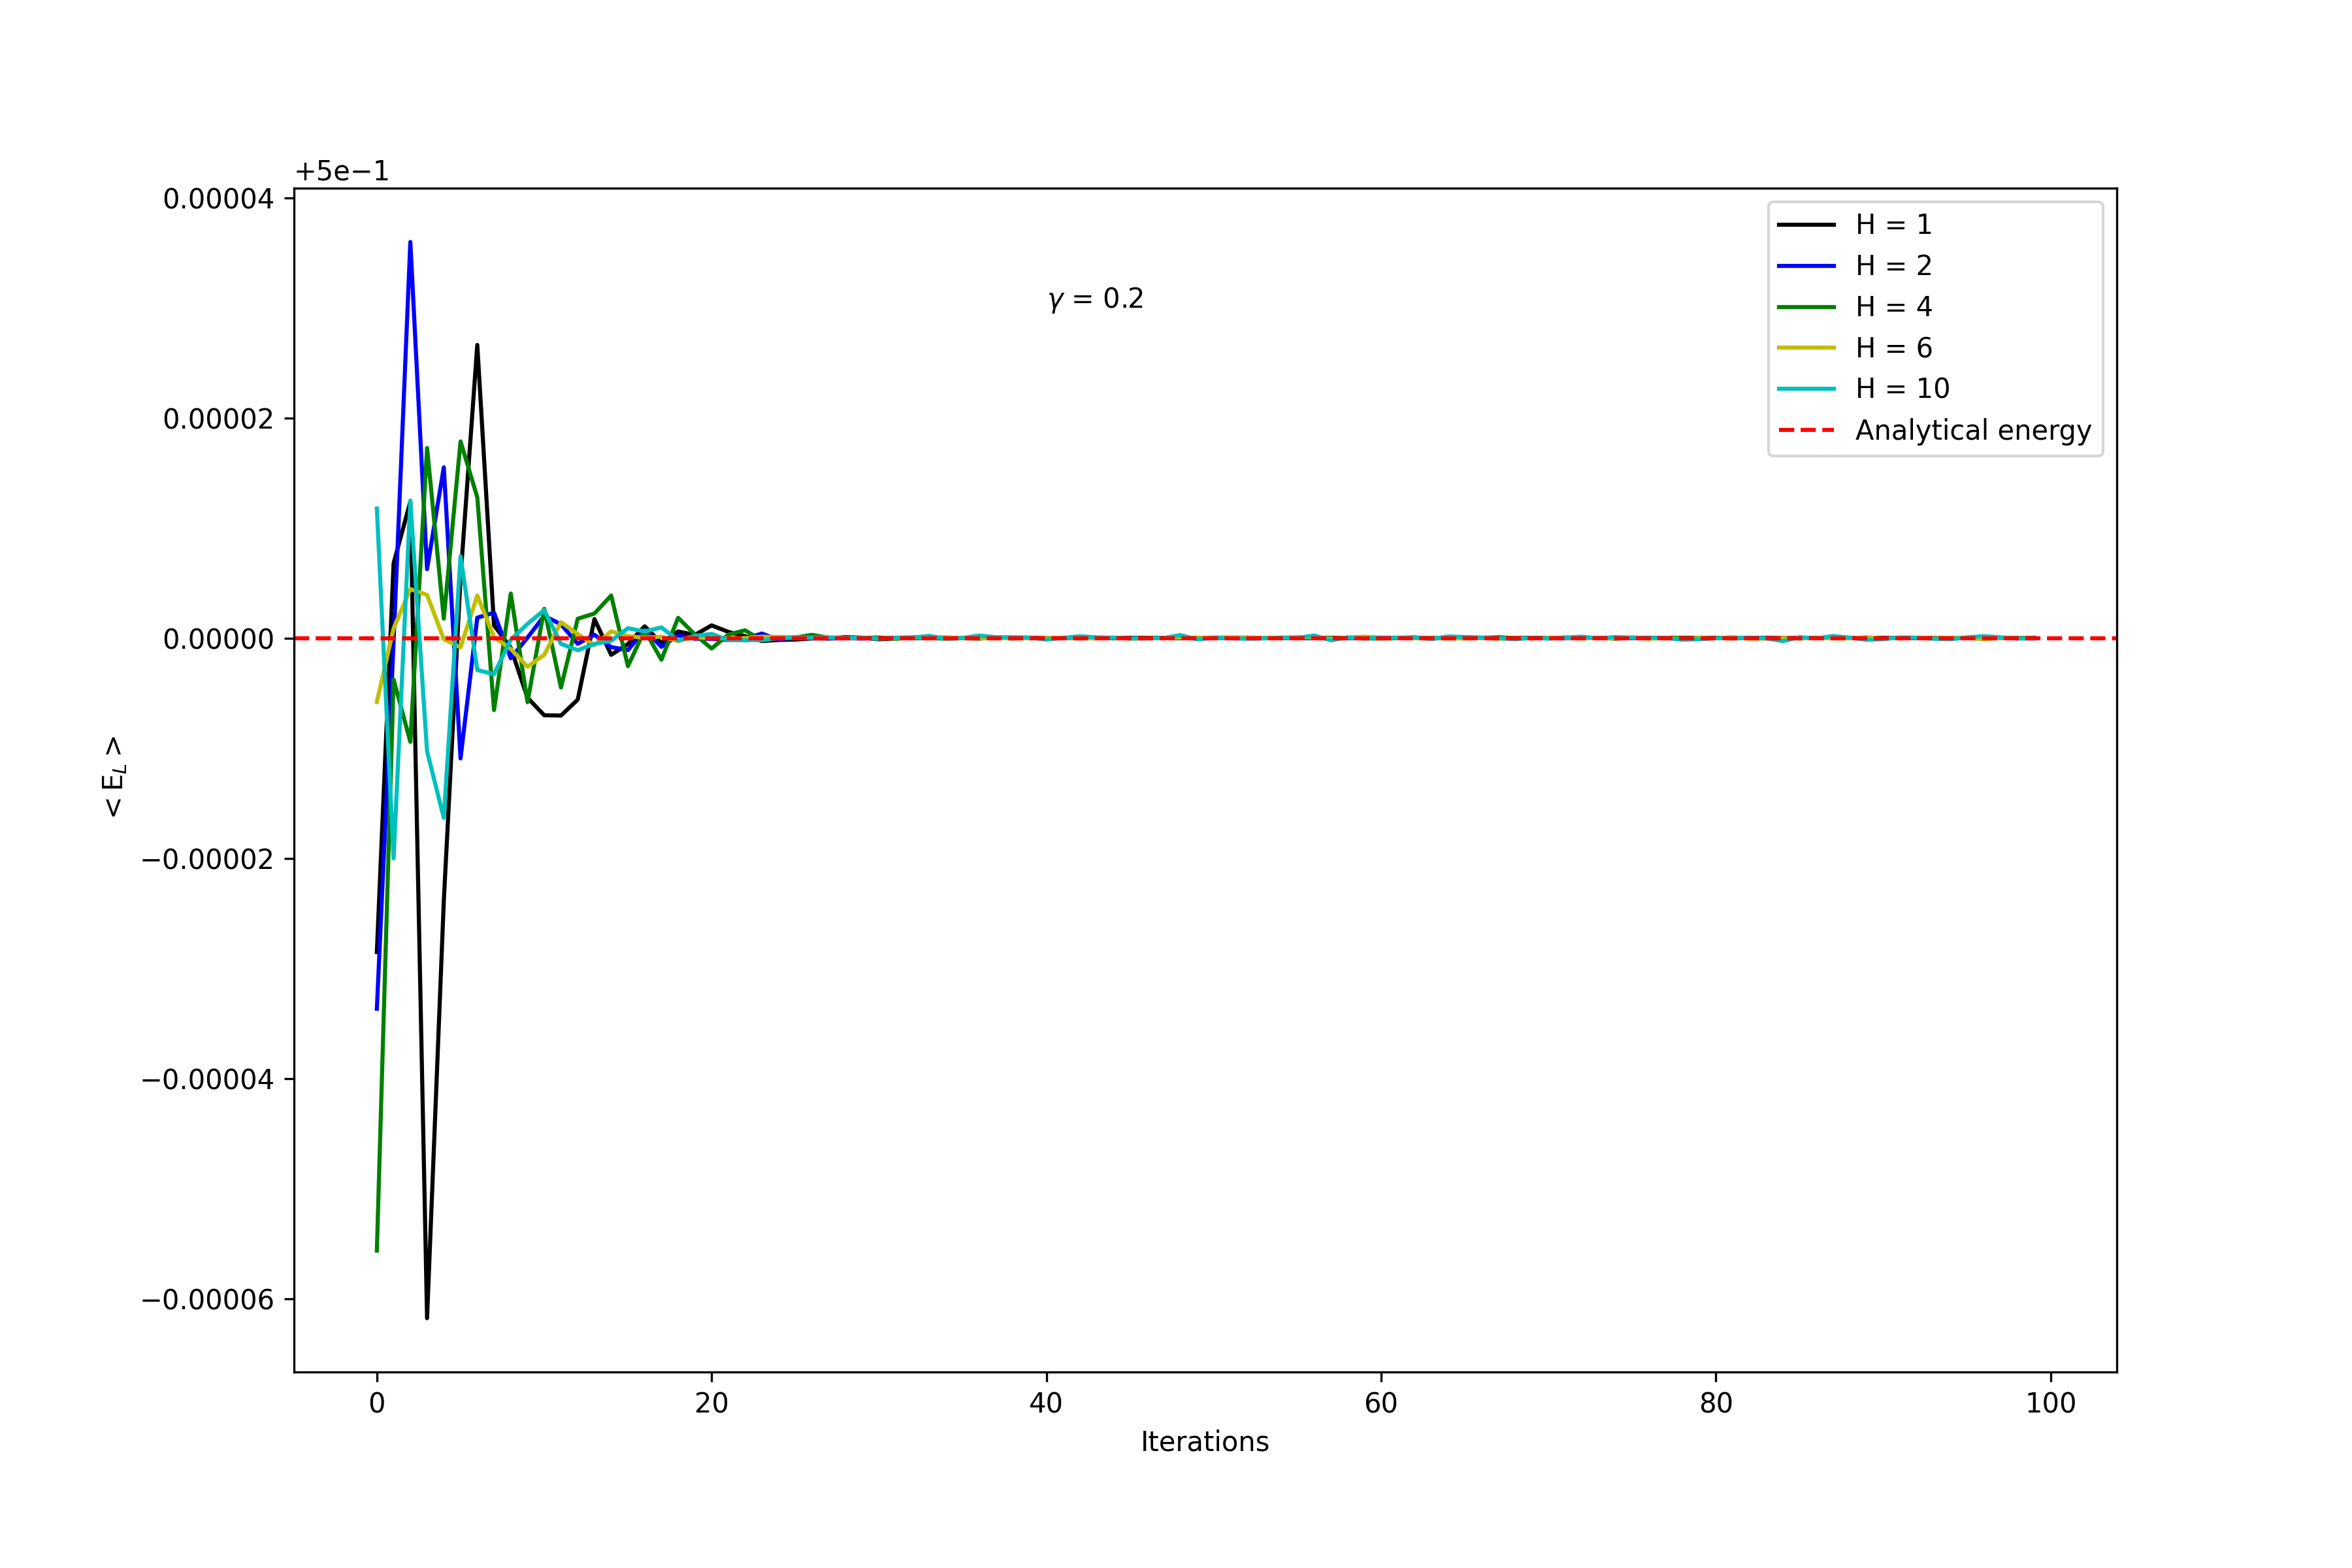 +5e−1
0.00004
0.00002
0.00000
−0.00002
−0.00004
−0.00006
< E_L >
γ = 0.2
H = 1
H = 2
H = 4
H = 6
H = 10
Analytical energy
0 20 40 60 80 100
Iterations